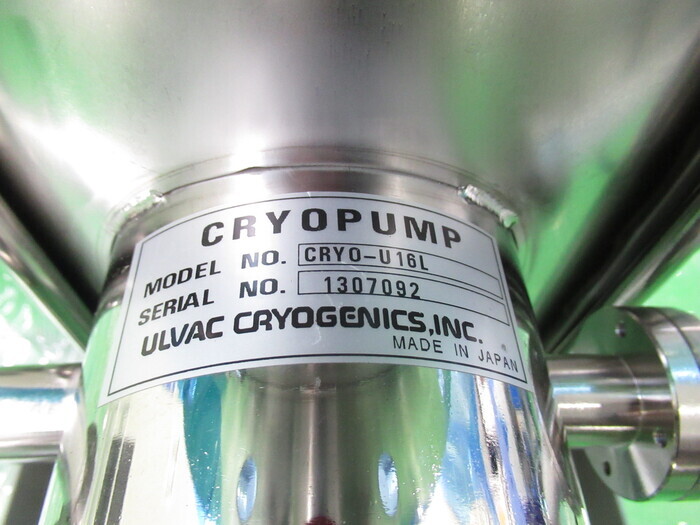 CRYOPUMP
MODEL NO. CRYO-U16L
SERIAL NO. 1307092
ULVAC CRYOGENICS,INC.
MADE IN JAPAN